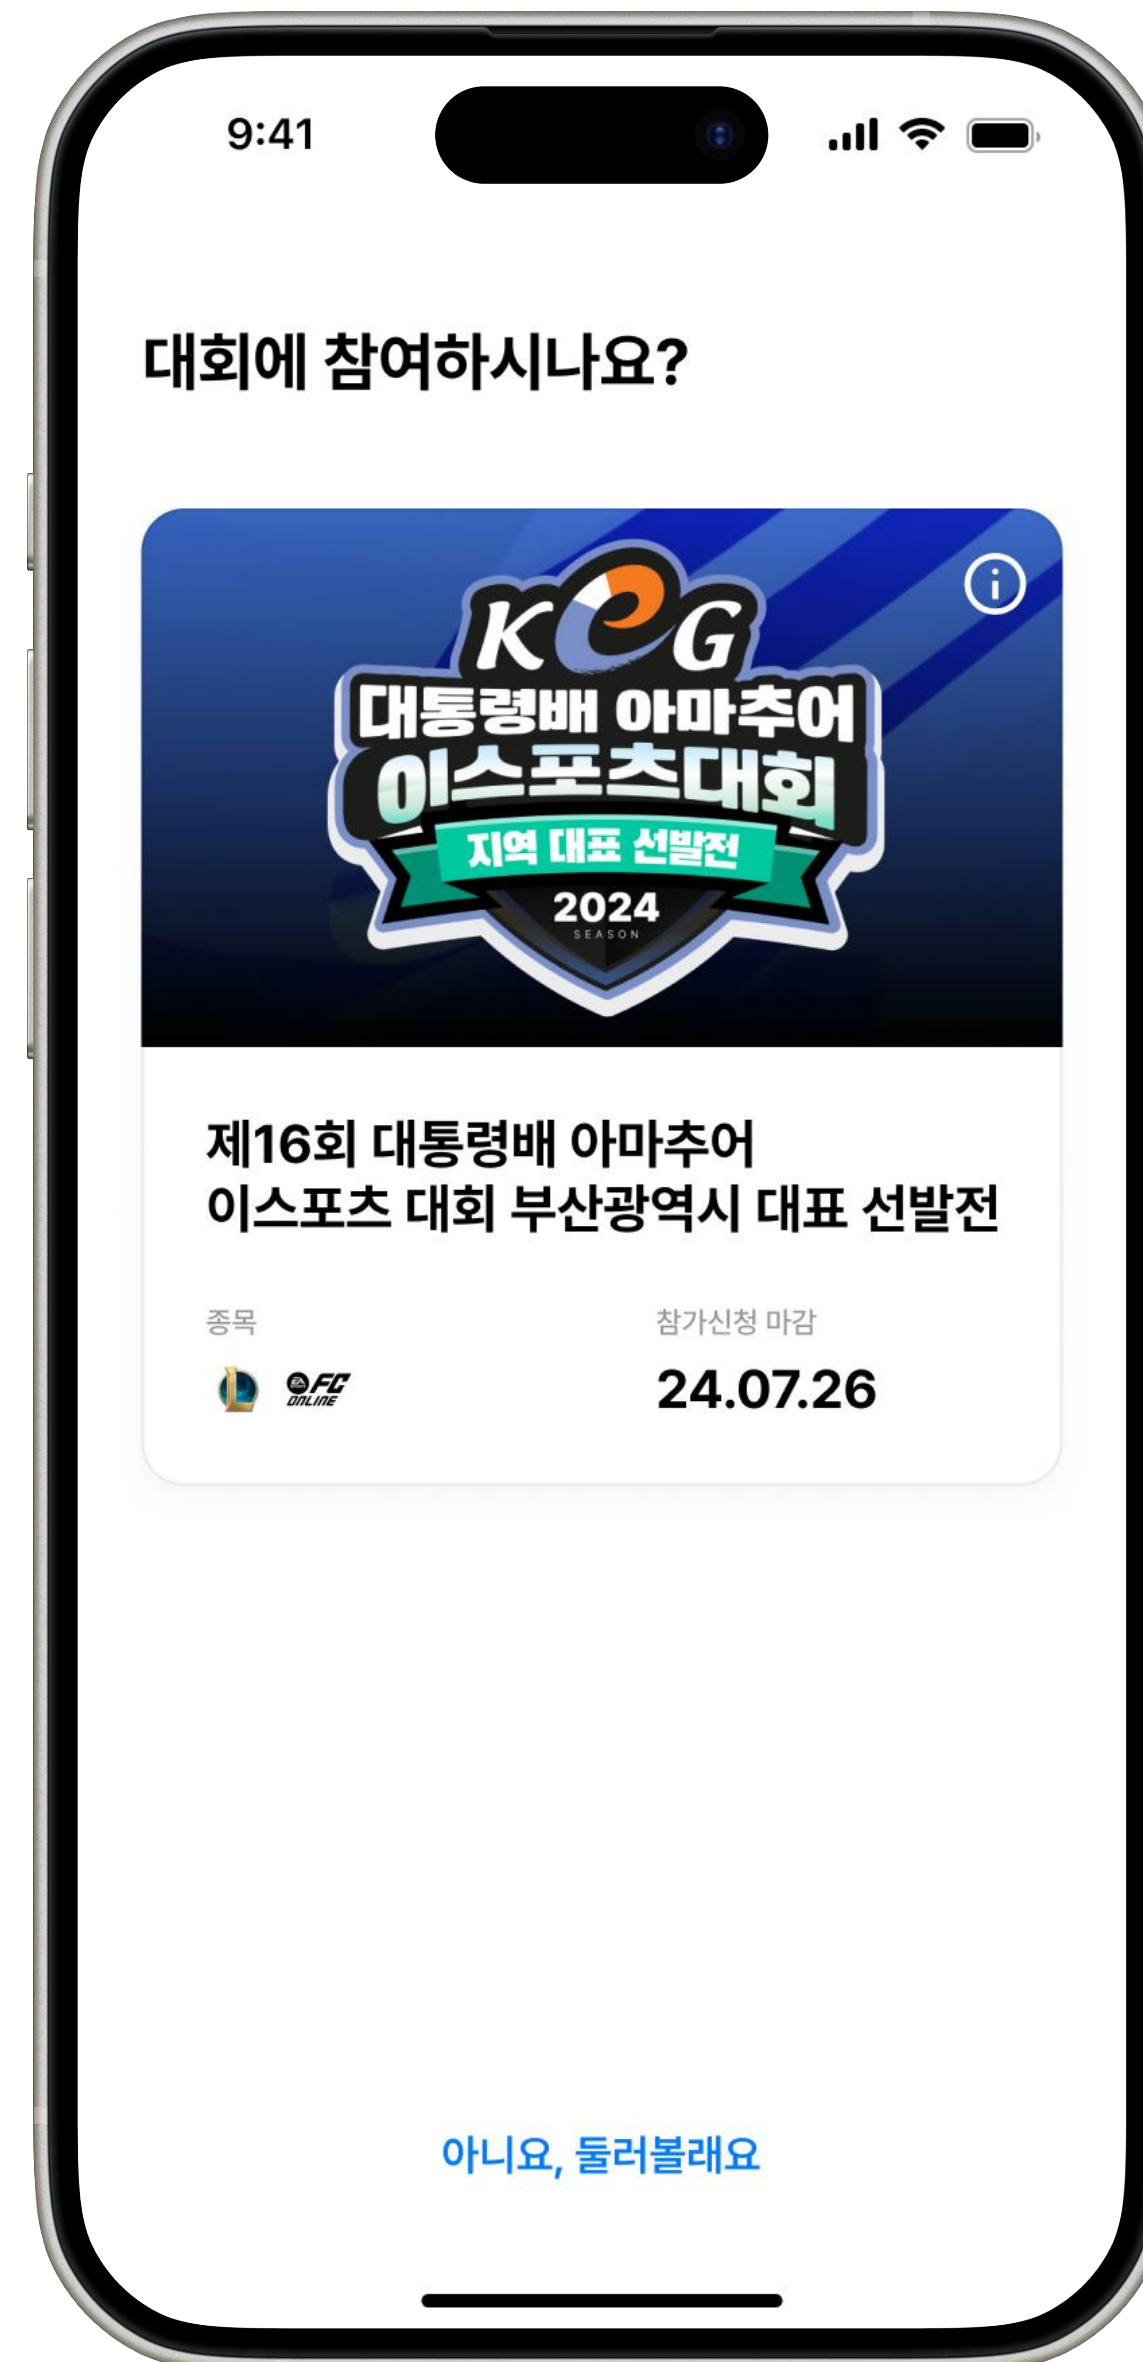 9:41
대회에 참여하시나요?
KeG
대통령배 아마추어
이스포츠대회
지역 대표 선발전
2024
SEASON
제16회 대통령배 아마추어
이스포츠 대회 부산광역시 대표 선발전
종목
참가신청 마감
L
EA FC
ONLINE
24.07.26
아니요, 둘러볼래요